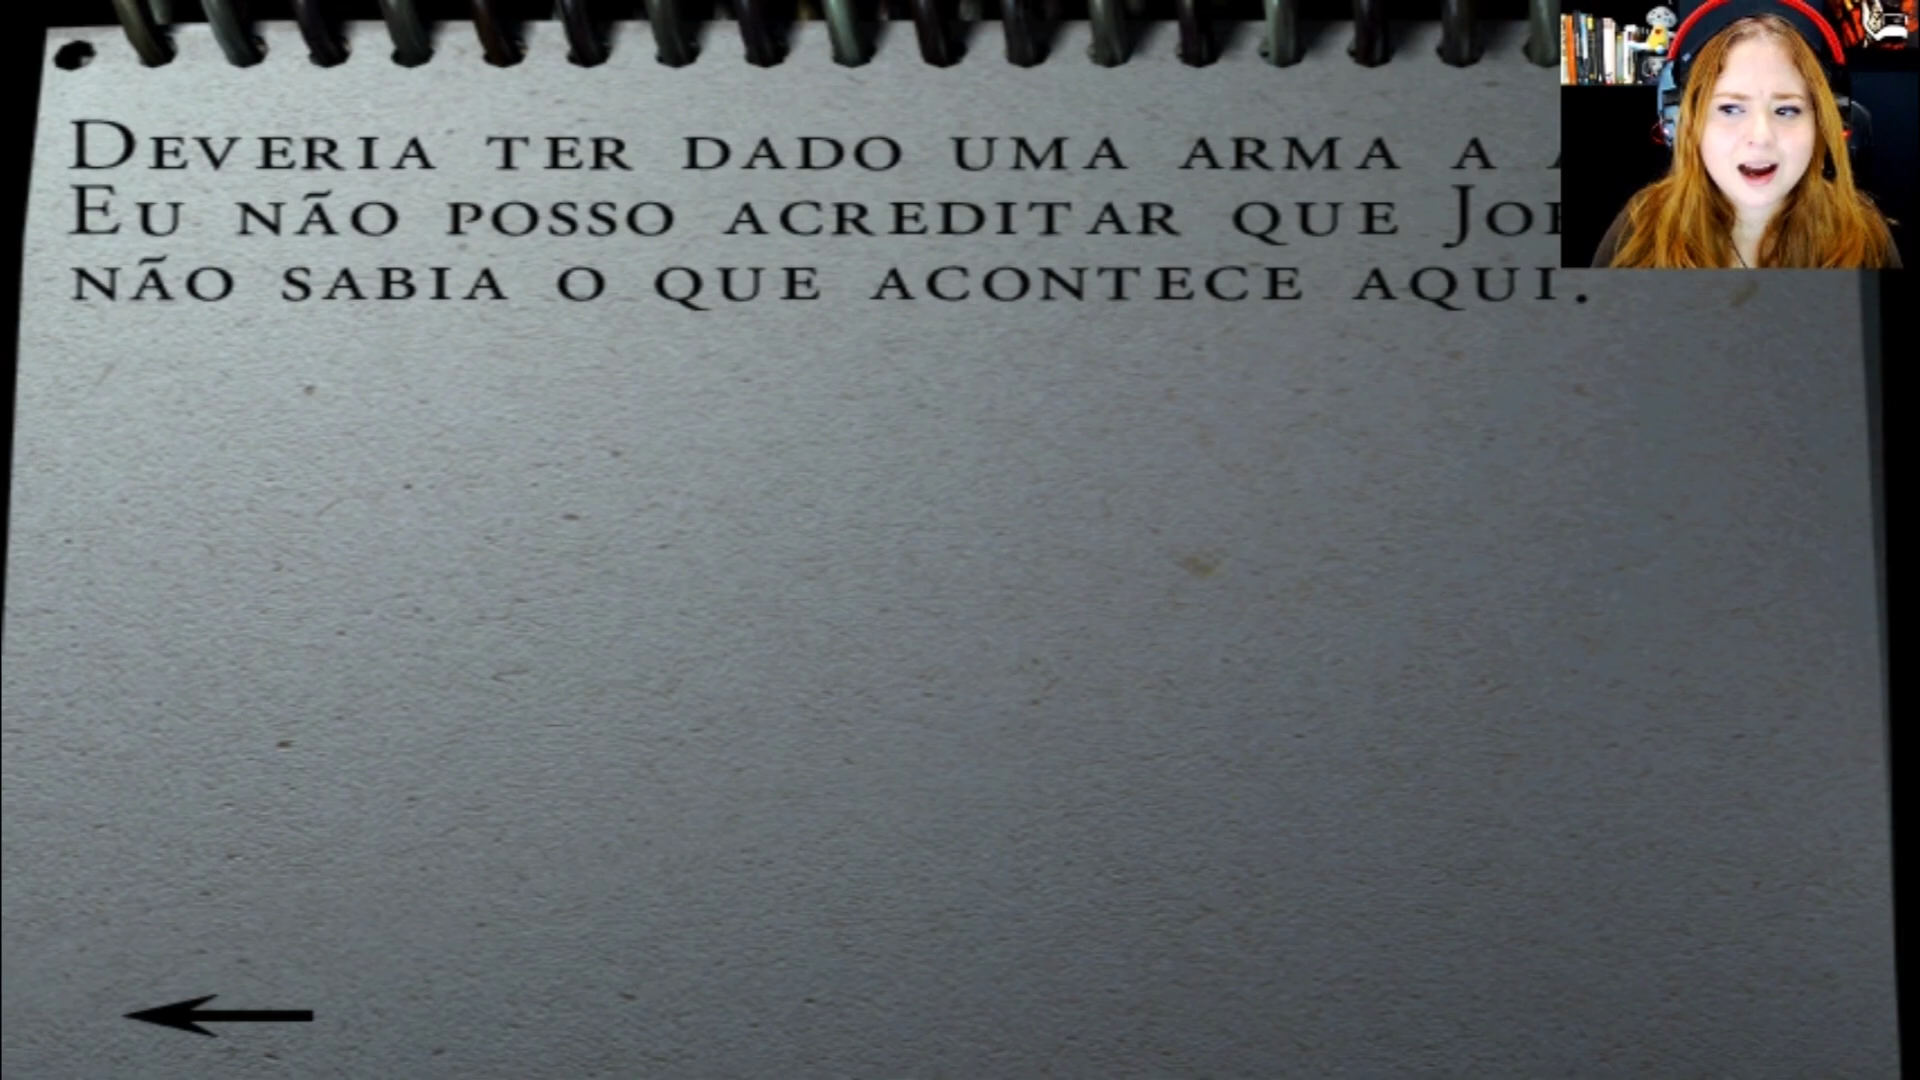 Deveria ter dado uma arma a
Eu não posso acreditar que
não sabia o que acontece aqui.